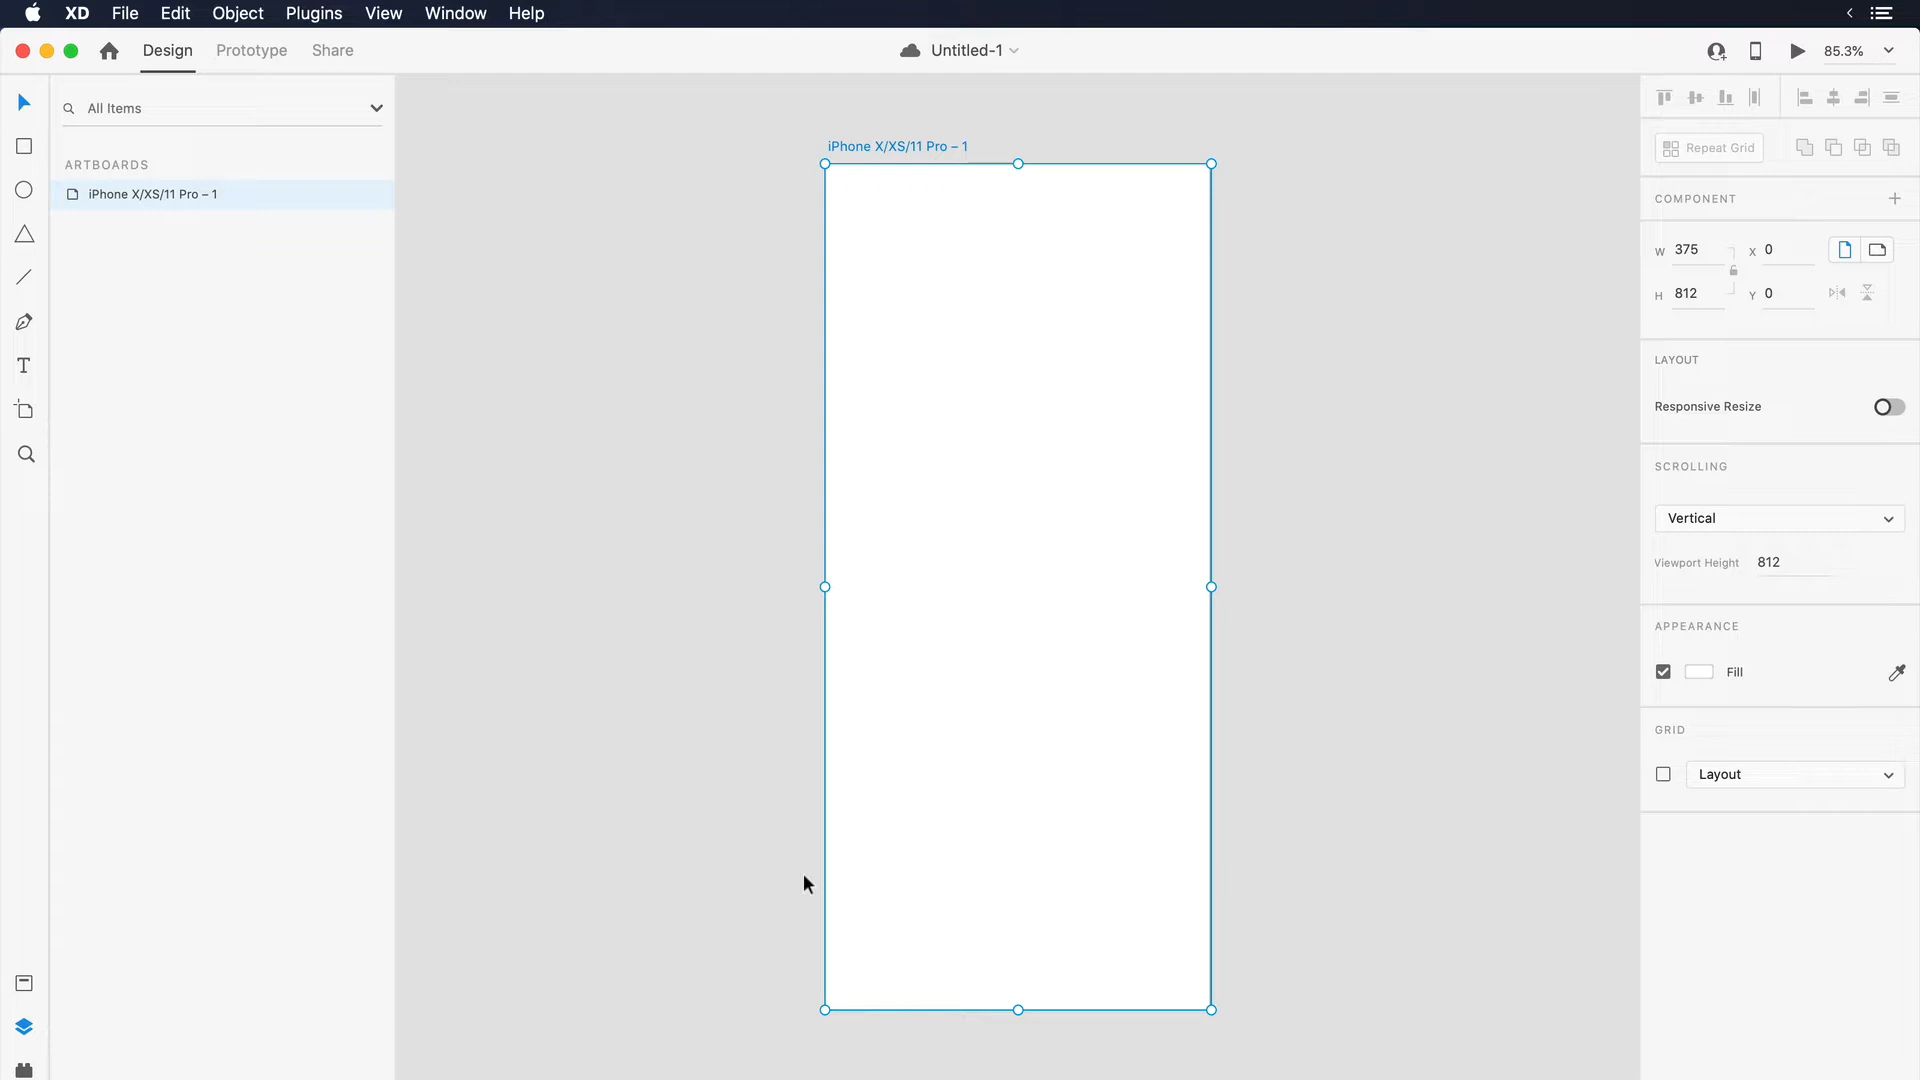 XD File Edit Object Plugins View Window Help
Design Prototype Share
Untitled-1
85.3%
All Items
ARTBOARDS
iPhone X/XS/11 Pro – 1
iPhone X/XS/11 Pro – 1
Repeat Grid
COMPONENT
W 375 X 0
H 812 Y 0
LAYOUT
Responsive Resize
SCROLLING
Vertical
Viewport Height 812
APPEARANCE
Fill
GRID
Layout
T